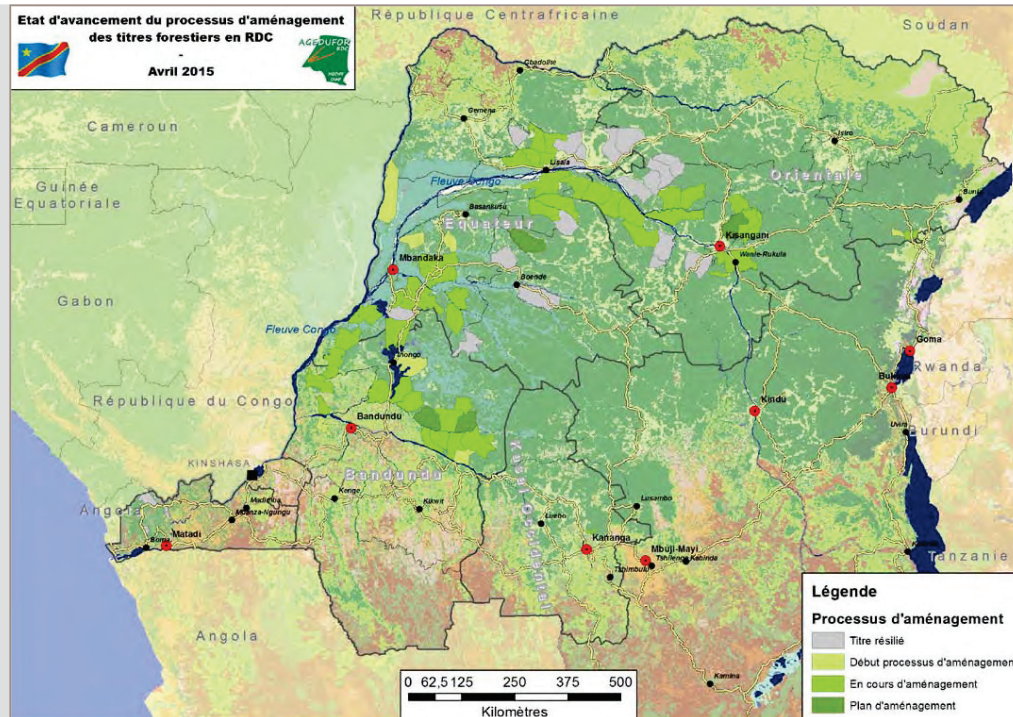 Etat d'avancement du processus d'aménagement
des titres forestiers en RDC
-
Avril 2015
AGEDUFOR
RDC
République Centrafricaine
Soudan
Cameroun
Guinée
Equatoriale
Gabon
République du Congo
Angola
Angola
Rwanda
Burundi
Tanzanie
Gbadolite
Gemena
Lisala
Fleuve Congo
Basankusu
Equateur
Orientale
Isiro
Bunia
Kisangani
Wanie-Rukula
Mbandaka
Boende
Fleuve Congo
Inongo
Goma
Kindu
Uvira
Bandundu
Bandundu
KINSHASA
Kenge
Kikwit
Madimba
Mbanza-Ngungu
Boma
Matadi
Kasaï Occidental
Luebo
Lusambo
Kananga
Mbuji-Mayi
Tshilenge
Kabinda
Tshimbulu
Kamina
0 62,5 125 250 375 500
Kilomètres
Légende
Processus d'aménagement
Titre résilié
Début processus d'aménagement
En cours d'aménagement
Plan d'aménagement